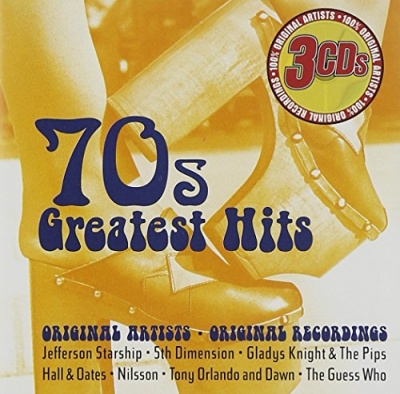 100% ORIGINAL ARTISTS • 100% ORIGINAL ARTISTS • 100% ORIGINAL RECORDINGS •
3CDs
70s
Greatest Hits
ORIGINAL ARTISTS • ORIGINAL RECORDINGS
Jefferson Starship • 5th Dimension • Gladys Knight & The Pips
Hall & Oates • Nilsson • Tony Orlando and Dawn • The Guess Who